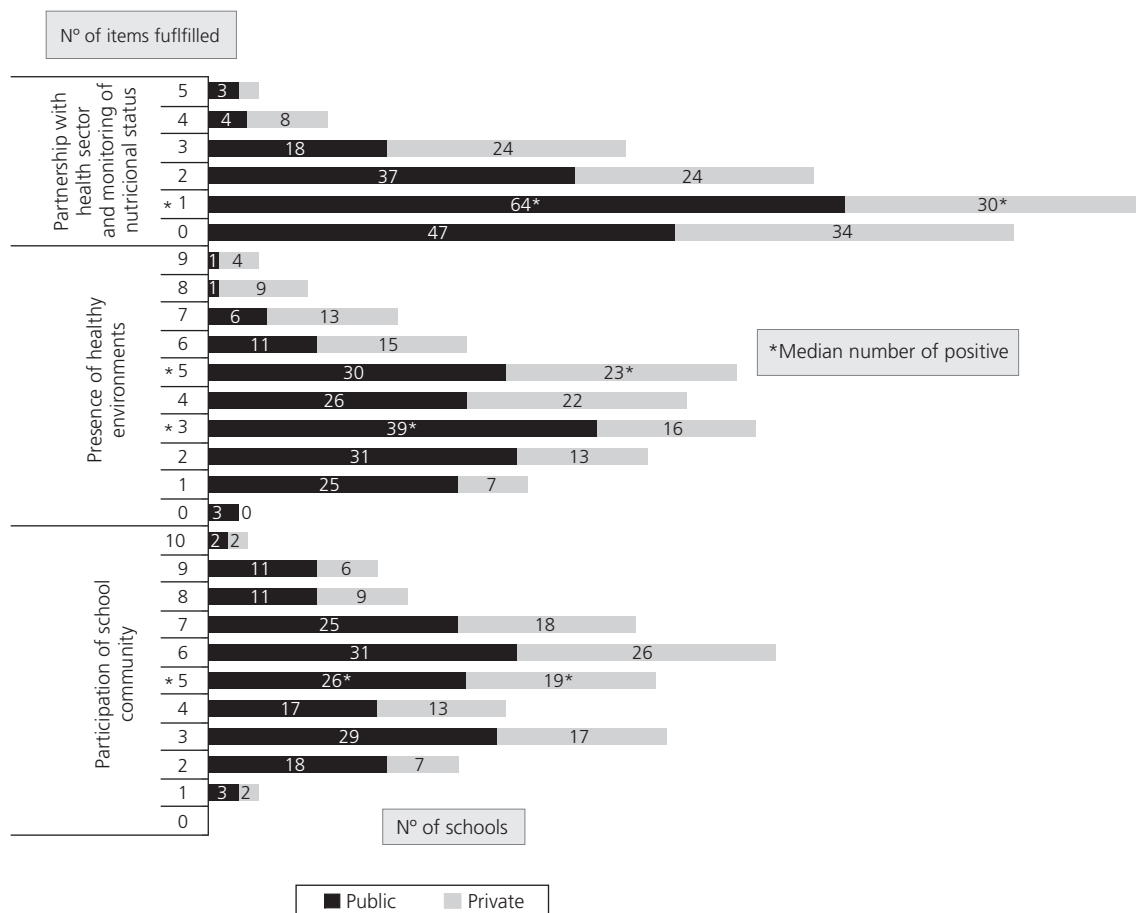 Nº of items fuflfilled
Partnership with
health sector
and monitoring of
nutricional status
5 3
4 4 8
3 18 24
2 37 24
* 1 64* 30*
0 47 34
Presence of healthy
environments
9 1 4
8 1 9
7 6 13
6 11 15
* 5 30 23*
4 26 22
* 3 39* 16
2 31 13
1 25 7
0 3 0
*Median number of positive
Participation of school
community
10 2 2
9 11 6
8 11 9
7 25 18
6 31 26
* 5 26* 19*
4 17 13
3 29 17
2 18 7
1 3 2
0
Nº of schools
Public Private